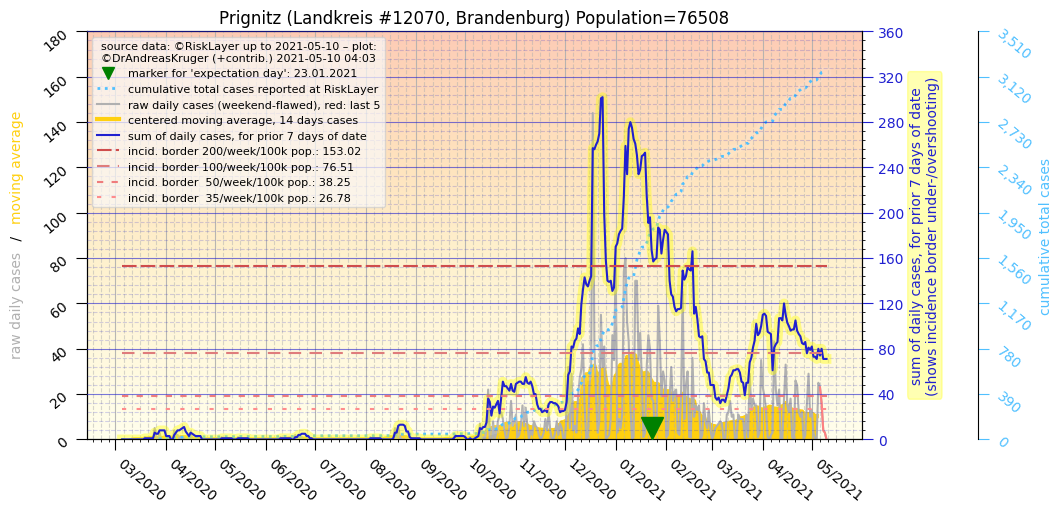 Prignitz (Landkreis #12070, Brandenburg) Population=76508
source data: ©RiskLayer up to 2021-05-10 – plot:
©DrAndreasKruger (+contrib.) 2021-05-10 04:03
marker for 'expectation day': 23.01.2021
cumulative total cases reported at RiskLayer
raw daily cases (weekend-flawed), red: last 5
centered moving average, 14 days cases
sum of daily cases, for prior 7 days of date
incid. border 200/week/100k pop.: 153.02
incid. border 100/week/100k pop.: 76.51
incid. border  50/week/100k pop.: 38.25
incid. border  35/week/100k pop.: 26.78
raw daily cases  /  moving average
180
160
140
120
100
80
60
40
20
0
03/2020
04/2020
05/2020
06/2020
07/2020
08/2020
09/2020
10/2020
11/2020
12/2020
01/2021
02/2021
03/2021
04/2021
05/2021
360
320
280
240
200
160
120
80
40
0
sum of daily cases, for prior 7 days of date
(shows incidence border under-/overshooting)
3,510
3,120
2,730
2,340
1,950
1,560
1,170
780
390
0
cumulative total cases